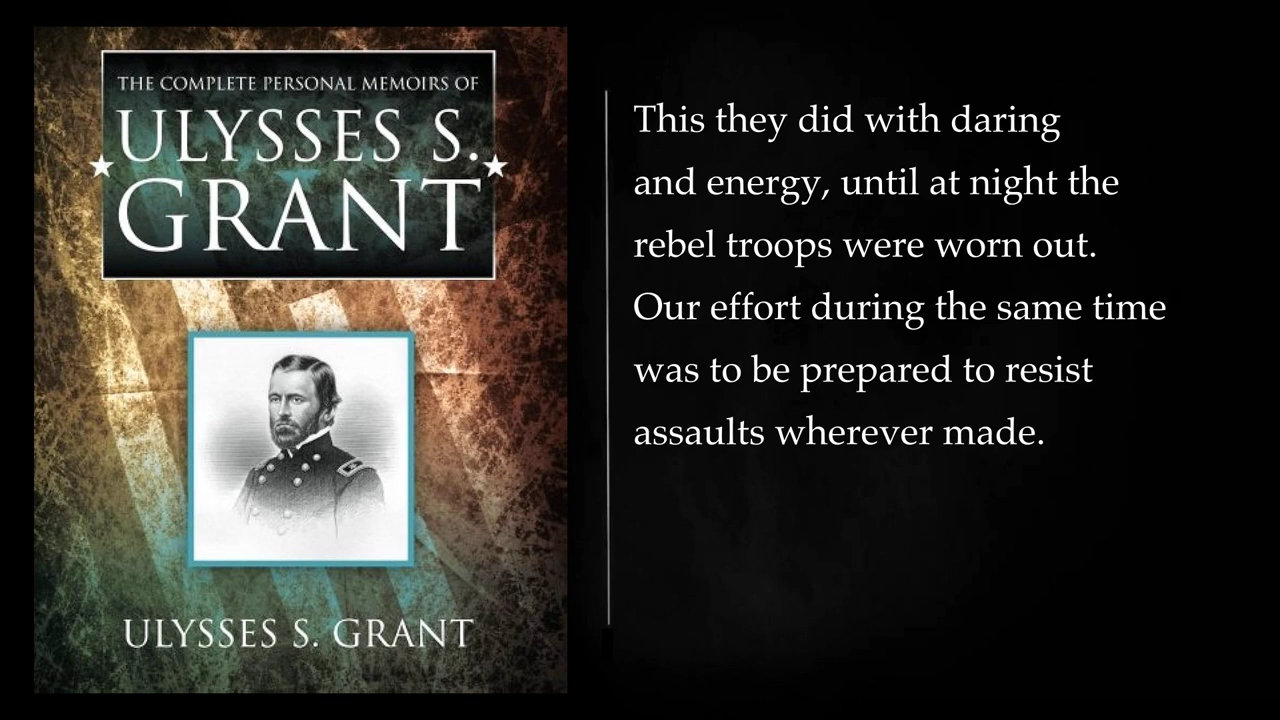 THE COMPLETE PERSONAL MEMOIRS OF
ULYSSES S.
GRANT
ULYSSES S. GRANT
This they did with daring
and energy, until at night the
rebel troops were worn out.
Our effort during the same time
was to be prepared to resist
assaults wherever made.